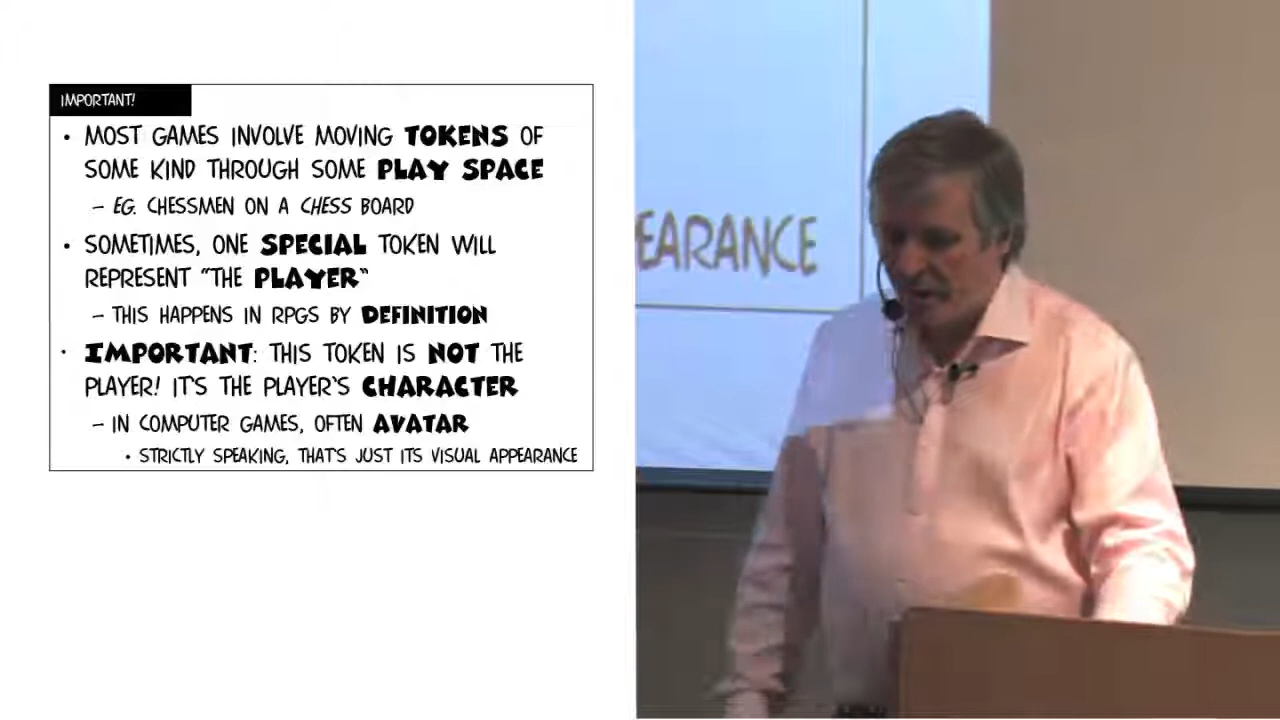 IMPORTANT!
• MOST GAMES INVOLVE MOVING TOKENS OF
SOME KIND THROUGH SOME PLAY SPACE
– EG. CHESSMEN ON A CHESS BOARD
• SOMETIMES, ONE SPECIAL TOKEN WILL
REPRESENT "THE PLAYER"
– THIS HAPPENS IN RPGS BY DEFINITION
• IMPORTANT: THIS TOKEN IS NOT THE
PLAYER! IT'S THE PLAYER'S CHARACTER
– IN COMPUTER GAMES, OFTEN AVATAR
• STRICTLY SPEAKING, THAT'S JUST ITS VISUAL APPEARANCE
EARANCE